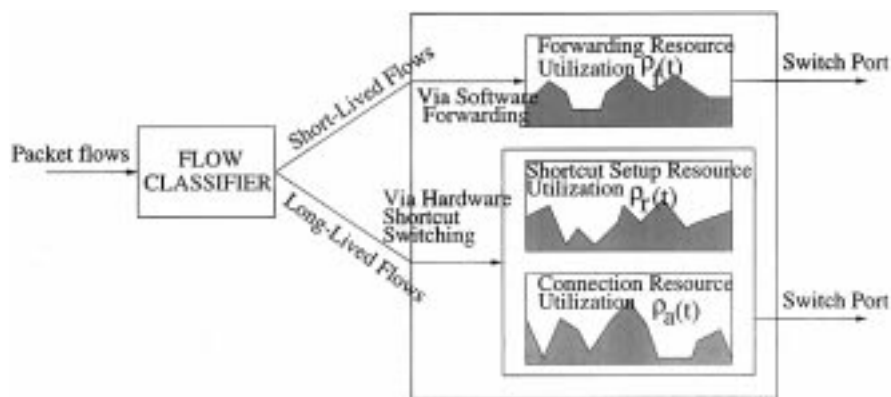 Packet flows
FLOW
CLASSIFIER
Short-Lived Flows
Long-Lived Flows
Via Software
Forwarding
Via Hardware
Shortcut
Switching
Forwarding Resource
Utilization ρf(t)
Shortcut Setup Resource
Utilization ρr(t)
Connection Resource
Utilization ρa(t)
Switch Port
Switch Port